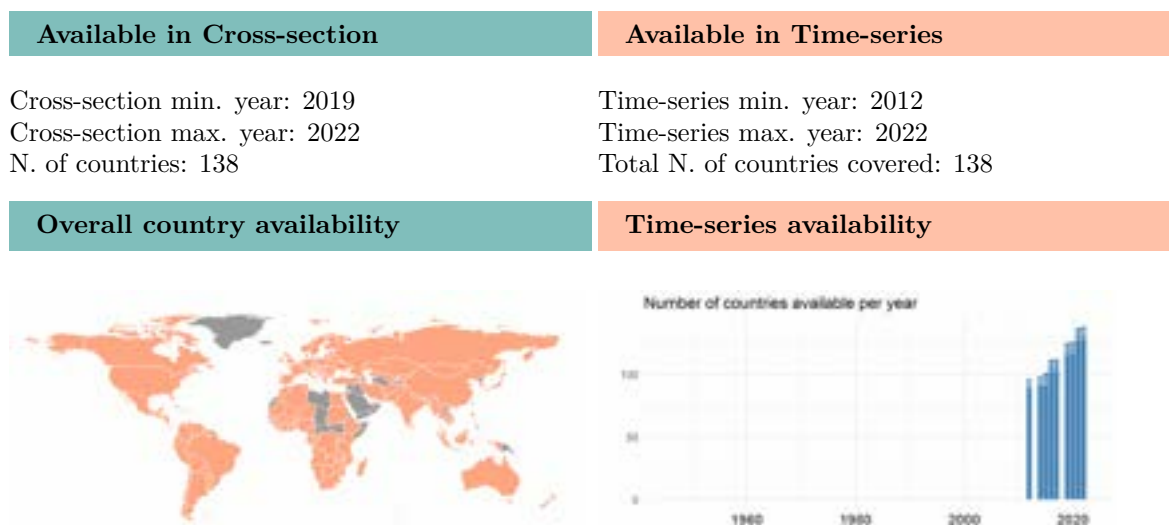 Available in Cross-section
Available in Time-series
Cross-section min. year: 2019
Cross-section max. year: 2022
N. of countries: 138
Time-series min. year: 2012
Time-series max. year: 2022
Total N. of countries covered: 138
Overall country availability
Time-series availability
Number of countries available per year
100
50
0
1960
1980
2000
2020